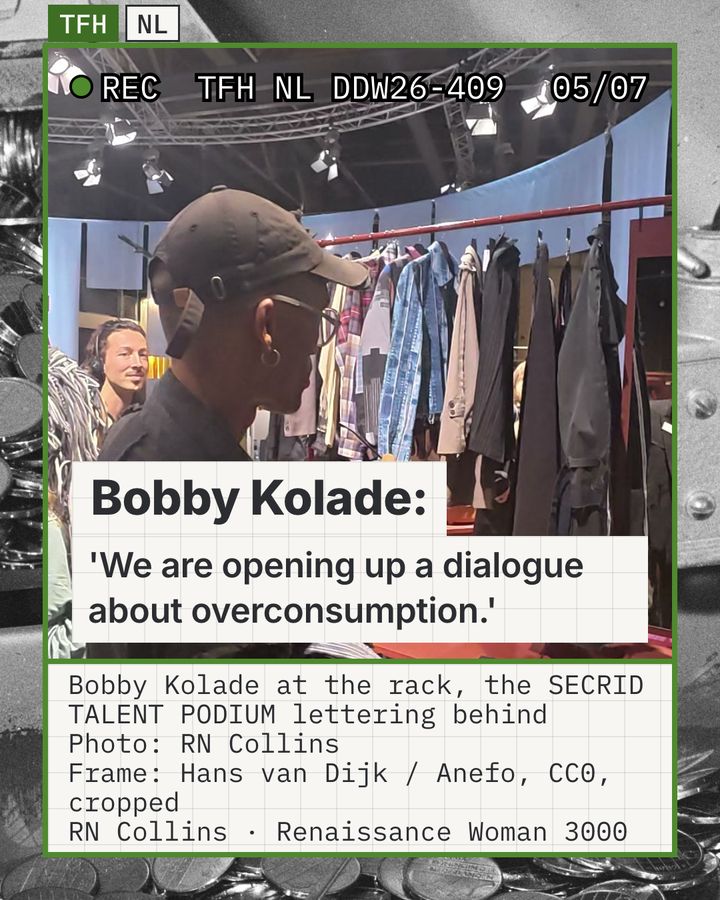 TFH NL
REC TFH NL DDW26-409 05/07
Bobby Kolade:
'We are opening up a dialogue
about overconsumption.'
Bobby Kolade at the rack, the SECRID
TALENT PODIUM lettering behind
Photo: RN Collins
Frame: Hans van Dijk / Anefo, CC0,
cropped
RN Collins · Renaissance Woman 3000